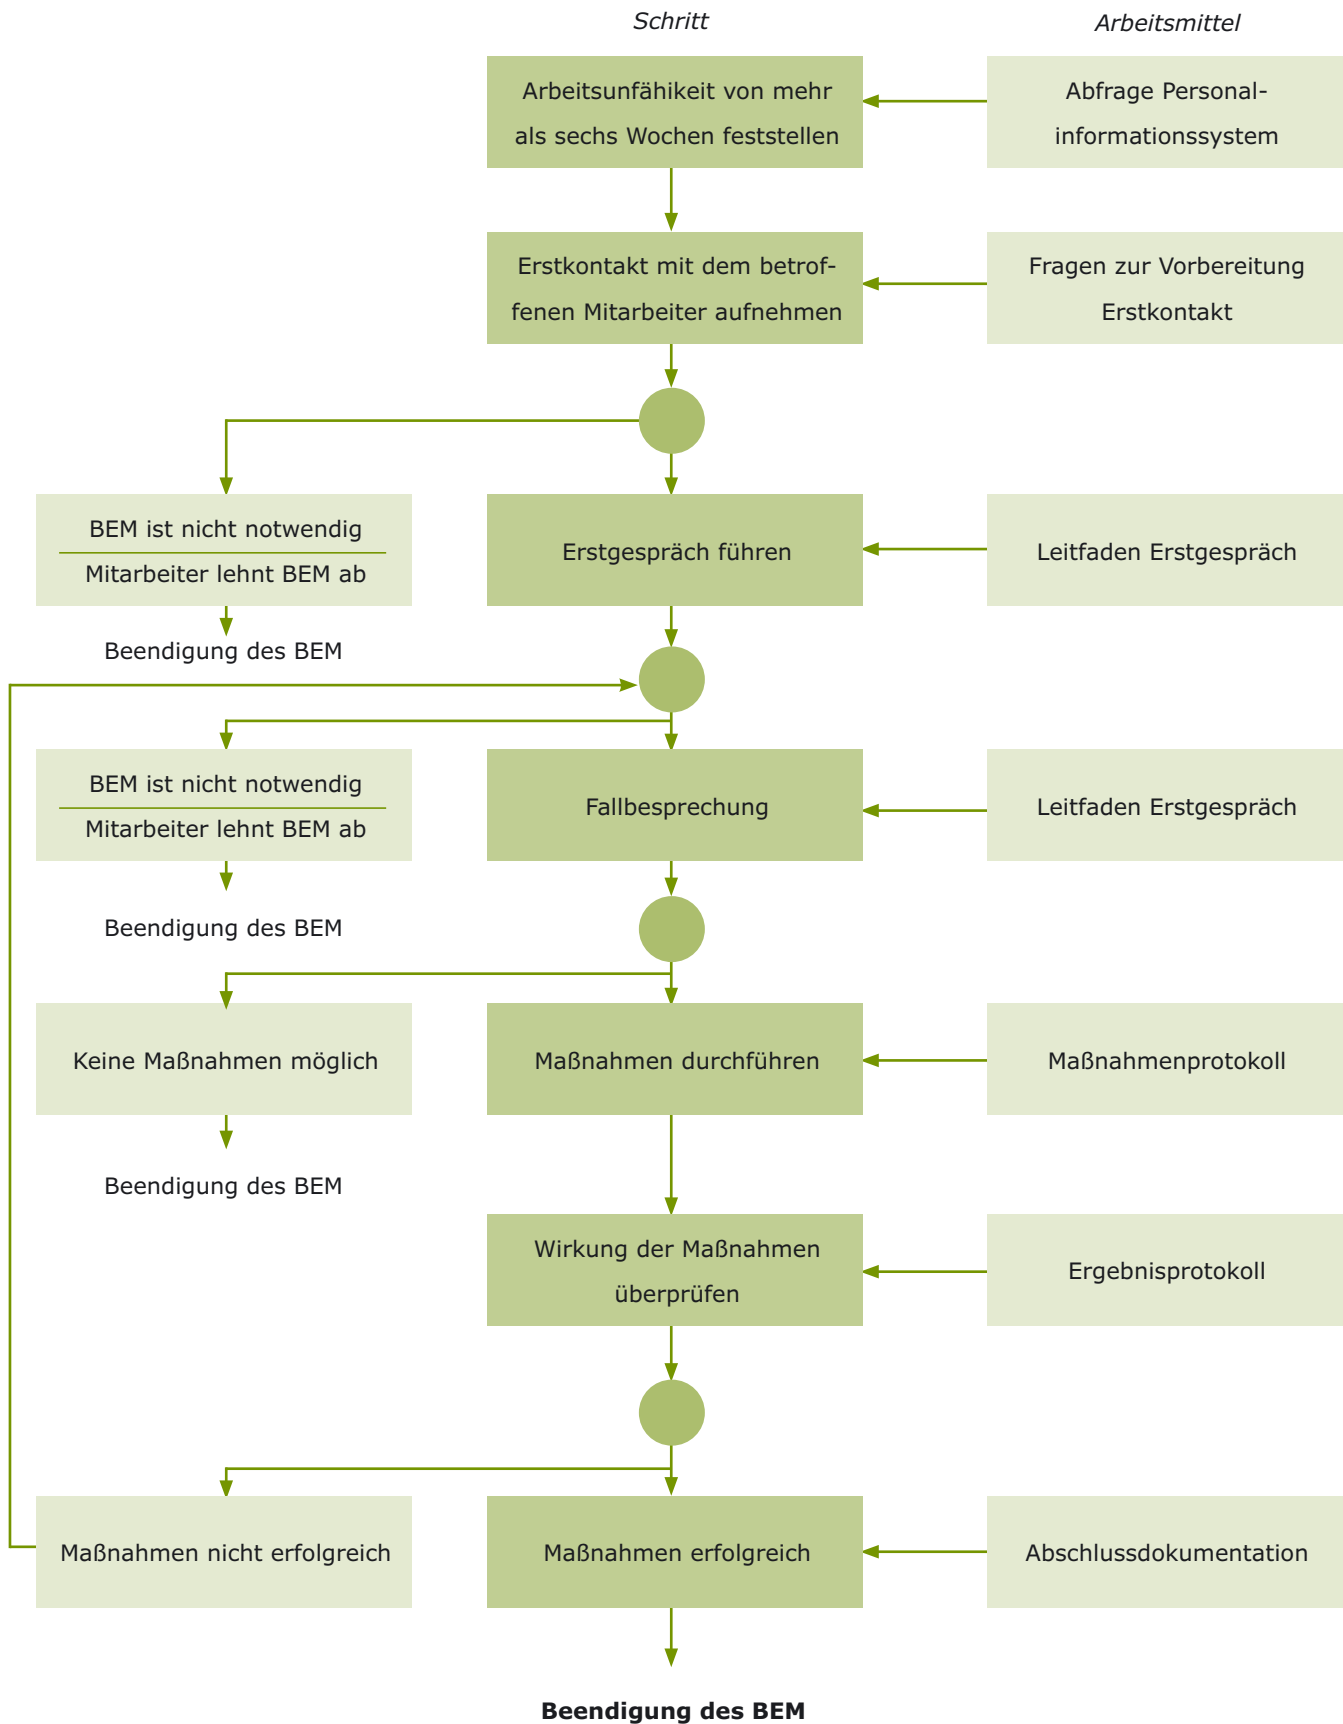 Schritt
Arbeitsmittel
Arbeitsunfähikeit von mehr
als sechs Wochen feststellen
Abfrage Personal-
informationssystem
Erstkontakt mit dem betrof-
fenen Mitarbeiter aufnehmen
Fragen zur Vorbereitung
Erstkontakt
BEM ist nicht notwendig
Mitarbeiter lehnt BEM ab
Erstgespräch führen
Leitfaden Erstgespräch
Beendigung des BEM
BEM ist nicht notwendig
Mitarbeiter lehnt BEM ab
Fallbesprechung
Leitfaden Erstgespräch
Beendigung des BEM
Keine Maßnahmen möglich
Maßnahmen durchführen
Maßnahmenprotokoll
Beendigung des BEM
Wirkung der Maßnahmen
überprüfen
Ergebnisprotokoll
Maßnahmen nicht erfolgreich
Maßnahmen erfolgreich
Abschlussdokumentation
Beendigung des BEM